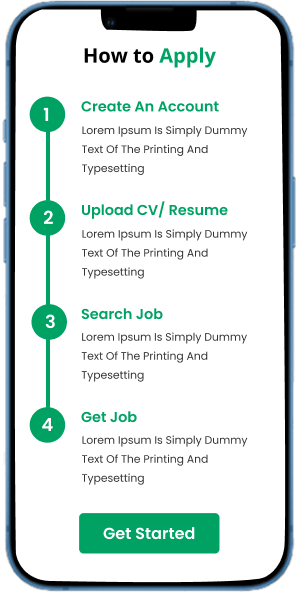 How to Apply
1
Create An Account
Lorem Ipsum Is Simply Dummy
Text Of The Printing And
Typesetting
2
Upload CV/ Resume
Lorem Ipsum Is Simply Dummy
Text Of The Printing And
Typesetting
3
Search Job
Lorem Ipsum Is Simply Dummy
Text Of The Printing And
Typesetting
4
Get Job
Lorem Ipsum Is Simply Dummy
Text Of The Printing And
Typesetting
Get Started